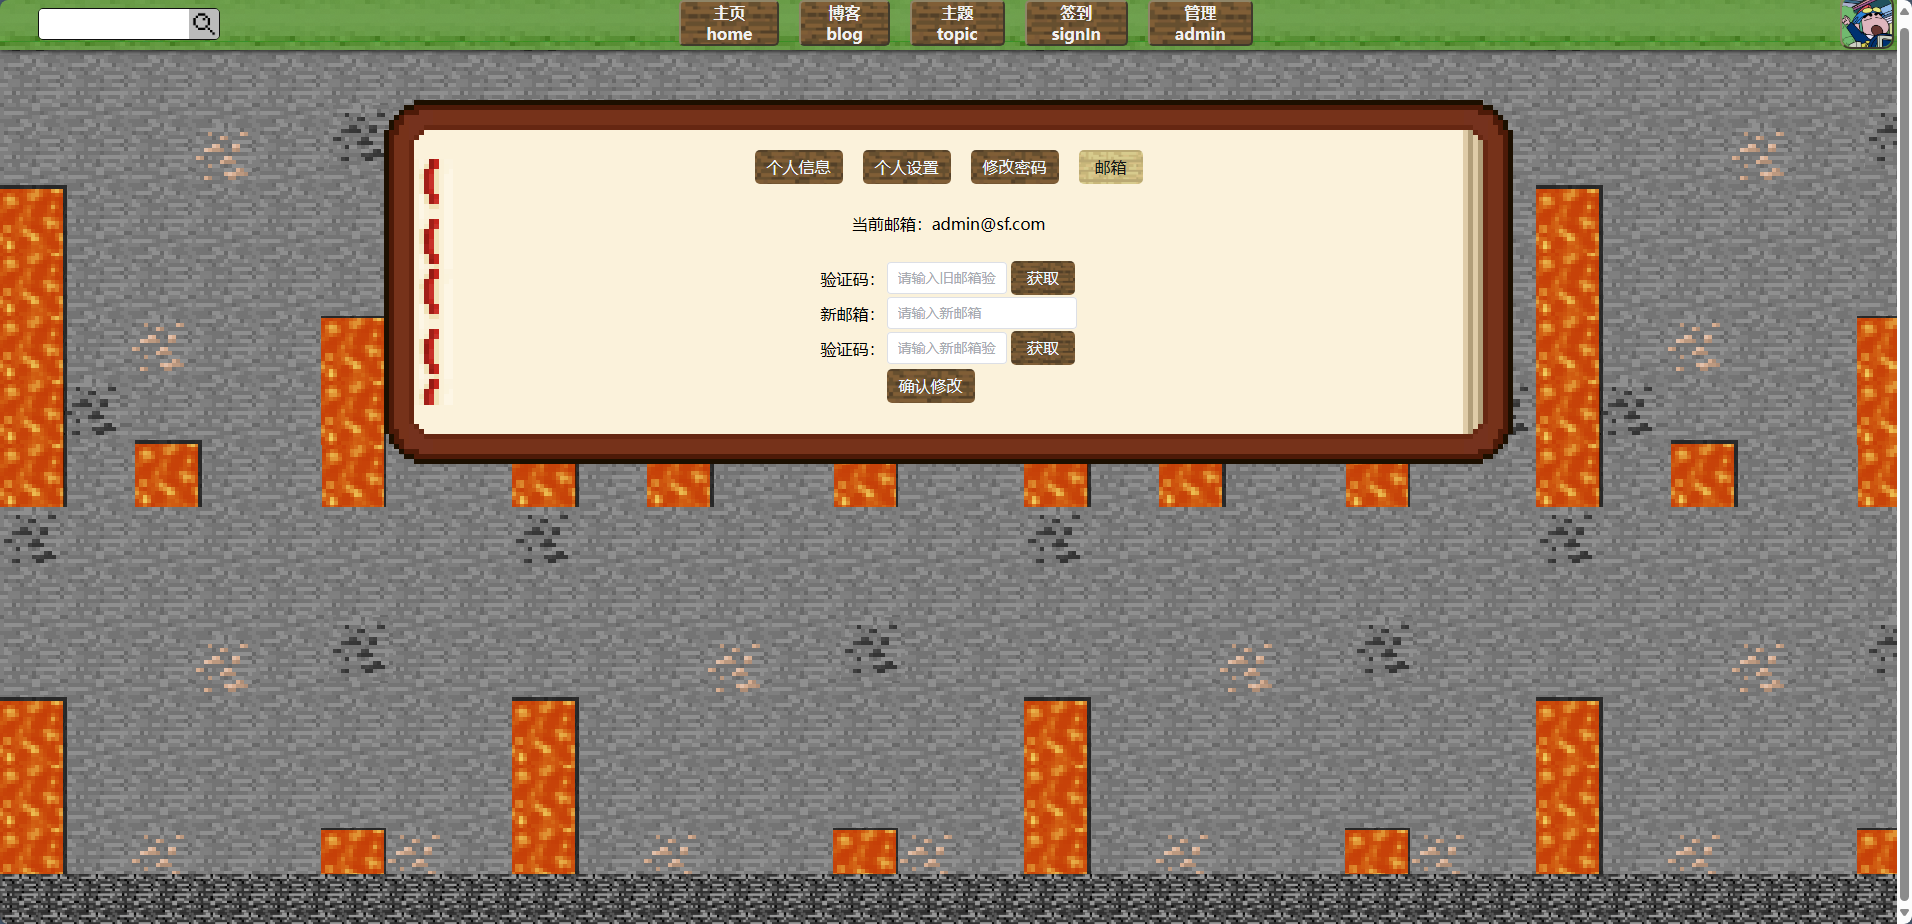 主页 博客 主题 签到 管理
home blog topic signIn admin
个人信息 个人设置 修改密码 邮箱
当前邮箱：admin@sf.com
验证码： 请输入旧邮箱验 获取
新邮箱： 请输入新邮箱
验证码： 请输入新邮箱验 获取
确认修改